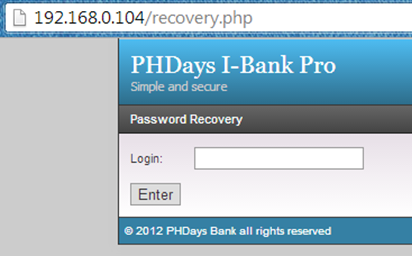 192.168.0.104/recovery.php
PHDays I-Bank Pro
Simple and secure
Password Recovery
Login:
Enter
© 2012 PHDays Bank all rights reserved